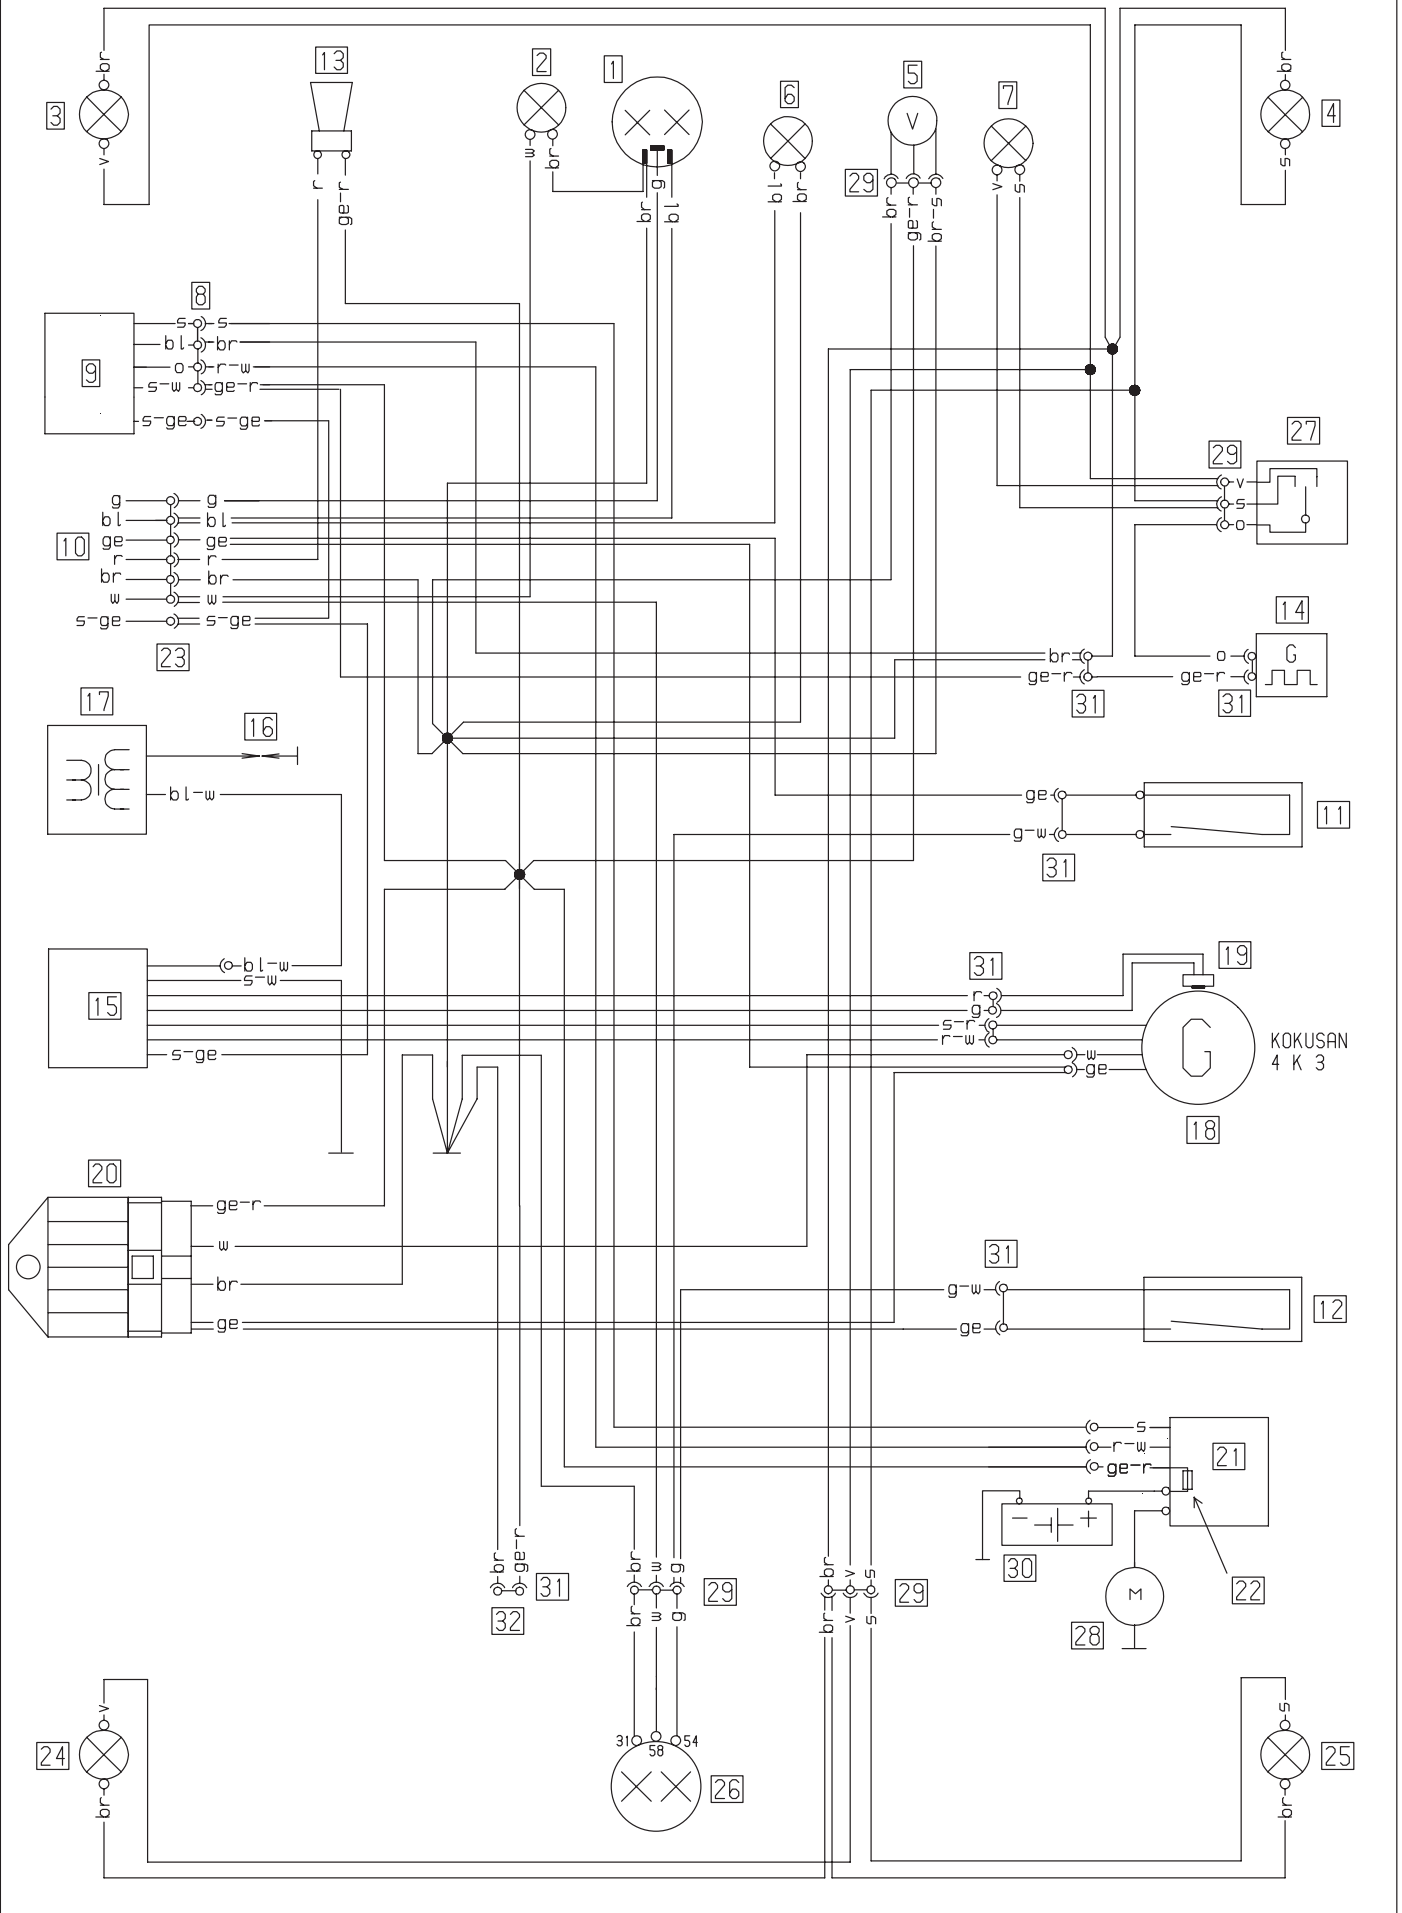 br
br
13
2
1
5
6
7
3
4
V
v
s
w
br
r
ge-r
br
g
bl
bl
br
29
br
ge-r
br-s
v
s
8
s
s
bl
br
9
o
r-w
s-w
ge-r
s-ge
s-ge
27
29
v
s
o
g
g
bl
bl
10
ge
ge
r
r
br
br
w
w
s-ge
s-ge
23
14
br
o
G
ge-r
ge-r
31
31
17
16
bl-w
ge
11
g-w
31
bl-w
s-w
15
s-ge
31
19
r
g
s-r
r-w
w
ge
G
KOKUSAN
4 K 3
18
20
ge-r
w
br
ge
31
g-w
ge
12
s
r-w
ge-r
21
- +
30
22
M
28
br
ge-r
31
32
br
w
g
29
br
w
g
br
v
s
29
br
v
s
v
24
br
31
58
54
26
s
25
br